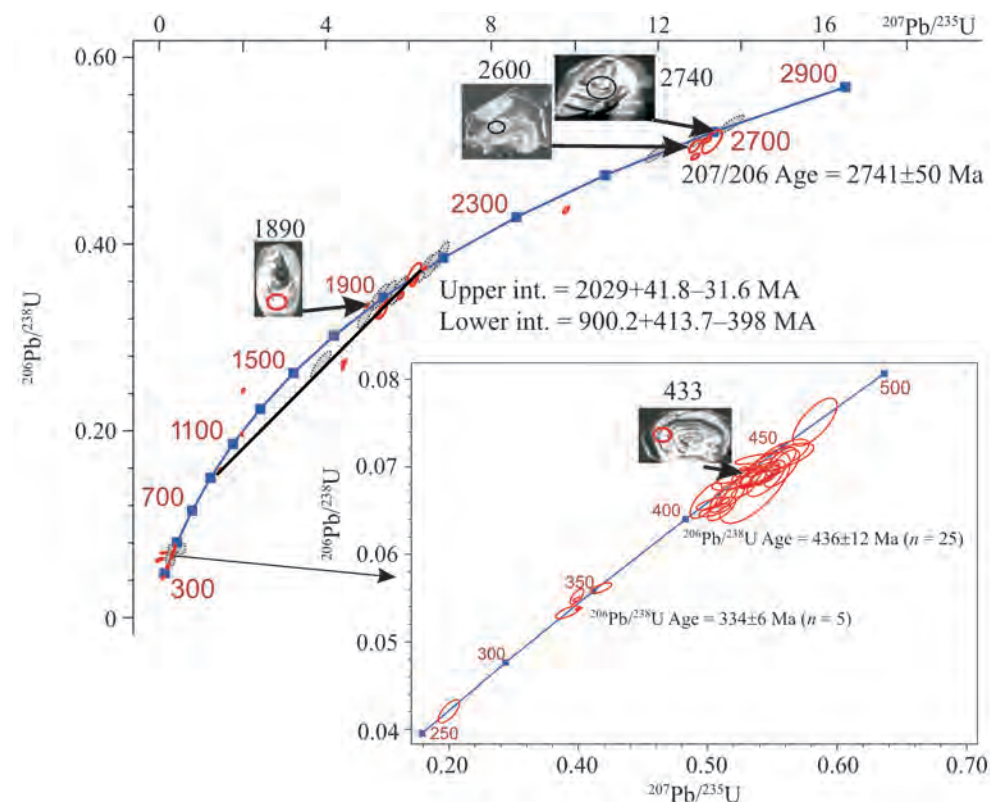 0 4 8 12 16 ²⁰⁷Pb/²³⁵U
0.60
2600 2740 2900
2700
207/206 Age = 2741±50 Ma
2300
1890
0.40
1900
Upper int. = 2029+41.8–31.6 MA
Lower int. = 900.2+413.7–398 MA
²⁰⁶Pb/²³⁸U
1500
0.20
1100
700
300
0
0.08
500
433
450
0.07
400
²⁰⁶Pb/²³⁸U
²⁰⁶Pb/²³⁸U Age = 436±12 Ma (n = 25)
0.06
350
²⁰⁶Pb/²³⁸U Age = 334±6 Ma (n = 5)
0.05
300
0.04
250
0.20 0.40 0.50 0.60 0.70
²⁰⁷Pb/²³⁵U